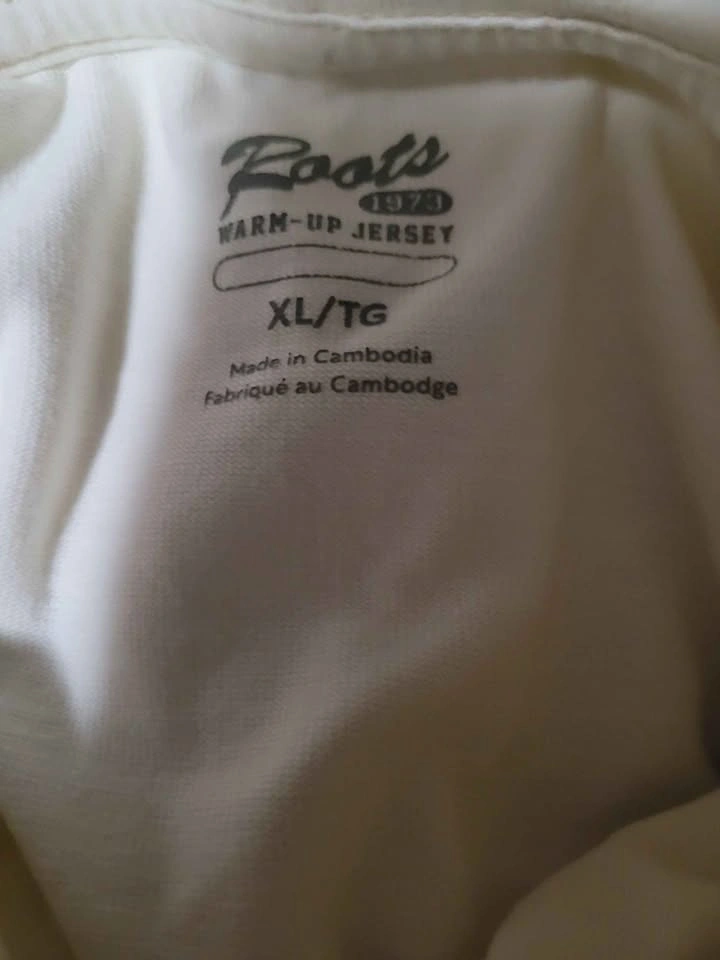 Roots
1973
WARM-UP JERSEY
XL/TG
Made in Cambodia
Fabriqué au Cambodge